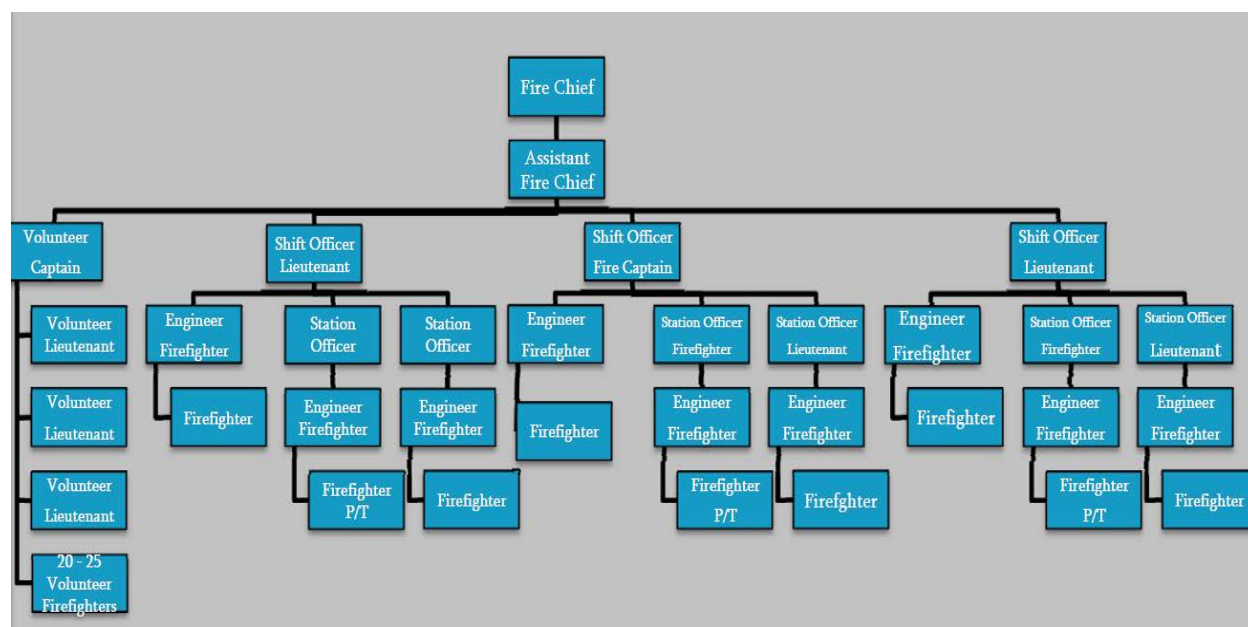 Fire Chief
Assistant
Fire Chief
Volunteer
Captain
Shift Officer
Lieutenant
Shift Officer
Fire Captain
Shift Officer
Lieutenant
Volunteer
Lieutenant
Engineer
Firefighter
Station
Officer
Station
Officer
Engineer
Firefighter
Station Officer
Firefighter
Station Officer
Lieutenant
Engineer
Firefighter
Station Officer
Firefighter
Station Officer
Lieutenant
Volunteer
Lieutenant
Firefighter
Engineer
Firefighter
Engineer
Firefighter
Firefighter
Engineer
Firefighter
Engineer
Firefighter
Firefighter
Engineer
Firefighter
Engineer
Firefighter
Volunteer
Lieutenant
Firefighter
P/T
Firefighter
Firefighter
P/T
Firefghter
Firefighter
P/T
Firefighter
20 - 25
Volunteer
Firefighters